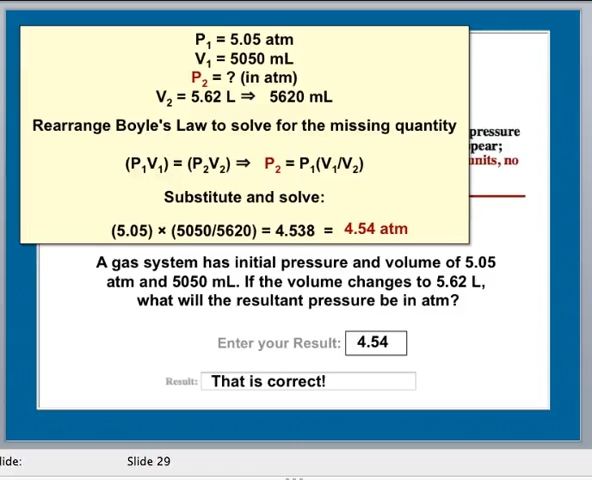 P₁ = 5.05 atm
V₁ = 5050 mL
P₂ = ? (in atm)
V₂ = 5.62 L ⇒ 5620 mL
Rearrange Boyle's Law to solve for the missing quantity
(P₁V₁) = (P₂V₂) ⇒ P₂ = P₁(V₁/V₂)
Substitute and solve:
(5.05) × (5050/5620) = 4.538 = 4.54 atm
pressure
pear;
units, no
A gas system has initial pressure and volume of 5.05
atm and 5050 mL. If the volume changes to 5.62 L,
what will the resultant pressure be in atm?
Enter your Result: 4.54
Result: That is correct!
lide: Slide 29